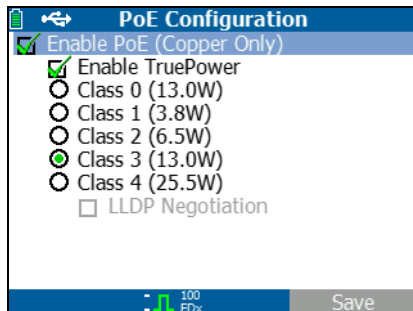 PoE Configuration
Enable PoE (Copper Only)
Enable TruePower
Class 0 (13.0W)
Class 1 (3.8W)
Class 2 (6.5W)
Class 3 (13.0W)
Class 4 (25.5W)
LLDP Negotiation
100
FDx
Save